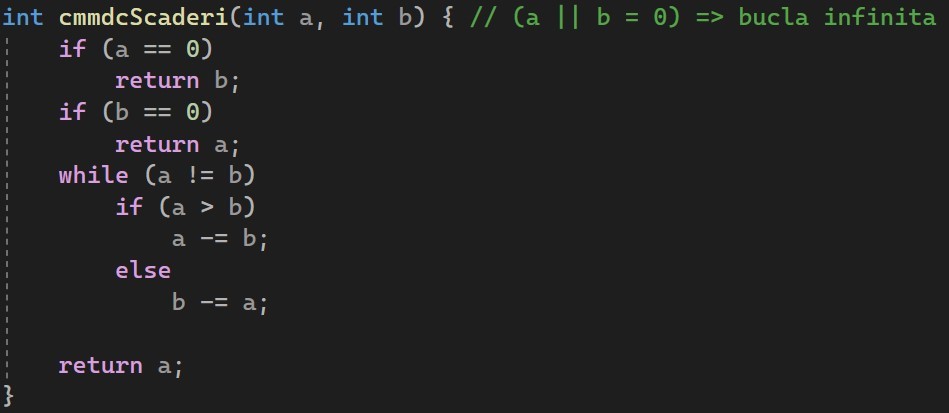 int cmmdcScaderi(int a, int b) { // (a || b = 0) => bucla infinita
    if (a == 0)
        return b;
    if (b == 0)
        return a;
    while (a != b)
        if (a > b)
            a -= b;
        else
            b -= a;

    return a;
}